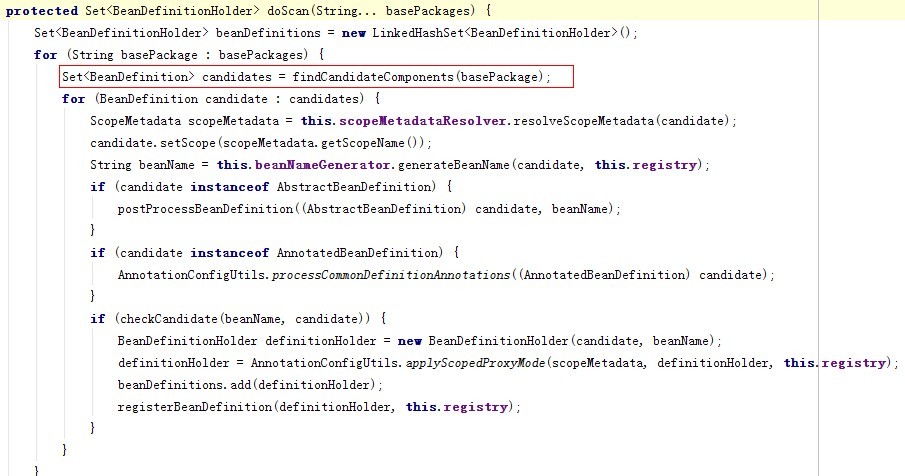 protected Set<BeanDefinitionHolder> doScan(String... basePackages) {
    Set<BeanDefinitionHolder> beanDefinitions = new LinkedHashSet<BeanDefinitionHolder>();
    for (String basePackage : basePackages) {
        Set<BeanDefinition> candidates = findCandidateComponents(basePackage);
        for (BeanDefinition candidate : candidates) {
            ScopeMetadata scopeMetadata = this.scopeMetadataResolver.resolveScopeMetadata(candidate);
            candidate.setScope(scopeMetadata.getScopeName());
            String beanName = this.beanNameGenerator.generateBeanName(candidate, this.registry);
            if (candidate instanceof AbstractBeanDefinition) {
                postProcessBeanDefinition((AbstractBeanDefinition) candidate, beanName);
            }
            if (candidate instanceof AnnotatedBeanDefinition) {
                AnnotationConfigUtils.processCommonDefinitionAnnotations((AnnotatedBeanDefinition) candidate);
            }
            if (checkCandidate(beanName, candidate)) {
                BeanDefinitionHolder definitionHolder = new BeanDefinitionHolder(candidate, beanName);
                definitionHolder = AnnotationConfigUtils.applyScopedProxyMode(scopeMetadata, definitionHolder, this.registry);
                beanDefinitions.add(definitionHolder);
                registerBeanDefinition(definitionHolder, this.registry);
            }
        }
    }